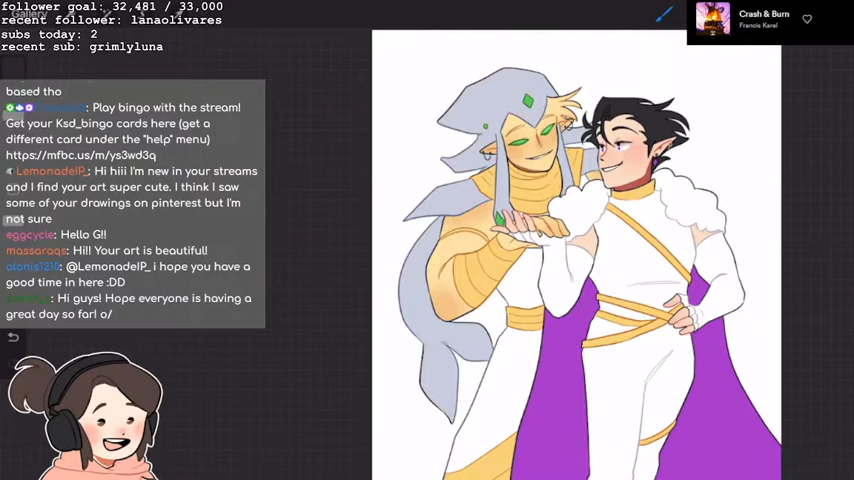 Gallery
follower goal: 32,481 / 33,000
recent follower: lanaolivares
subs today: 2
recent sub: grimlyluna
Crash & Burn
Francis Karel
based tho
: Play bingo with the stream!
Get your Ksd_bingo cards here (get a
different card under the "help" menu)
https://mfbc.us/m/ys3wd3q
LemonadeIP_: Hi hiii I'm new in your streams
and I find your art super cute. I think I saw
some of your drawings on pinterest but I'm
not sure
eggcycle: Hello G!!
massaraqs: Hi!! Your art is beautiful!
alanis1210: @LemonadeIP_ i hope you have a
good time in here :DD
: Hi guys! Hope everyone is having a
great day so far! o/